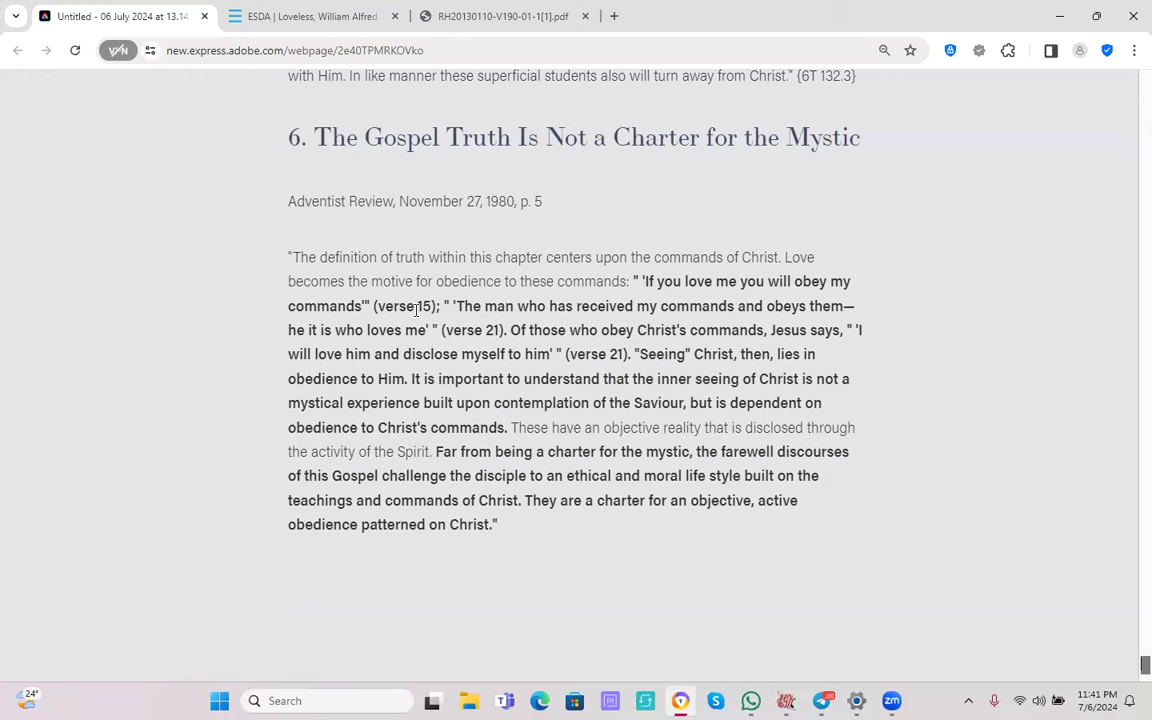 Untitled - 06 July 2024 at 13.14.
ESDA | Loveless, William Alfred
RH20130110-V190-01-1[1].pdf
VPN
new.express.adobe.com/webpage/2e40TPMRKOVko
with Him. In like manner these superficial students also will turn away from Christ.” {6T 132.3}
6. The Gospel Truth Is Not a Charter for the Mystic
Adventist Review, November 27, 1980, p. 5
"The definition of truth within this chapter centers upon the commands of Christ. Love
becomes the motive for obedience to these commands: " 'If you love me you will obey my
commands'" (verse 15); " 'The man who has received my commands and obeys them—
he it is who loves me' " (verse 21). Of those who obey Christ's commands, Jesus says, " 'I
will love him and disclose myself to him' " (verse 21). "Seeing" Christ, then, lies in
obedience to Him. It is important to understand that the inner seeing of Christ is not a
mystical experience built upon contemplation of the Saviour, but is dependent on
obedience to Christ's commands. These have an objective reality that is disclosed through
the activity of the Spirit. Far from being a charter for the mystic, the farewell discourses
of this Gospel challenge the disciple to an ethical and moral life style built on the
teachings and commands of Christ. They are a charter for an objective, active
obedience patterned on Christ."
24°
Search
11:41 PM
7/6/2024